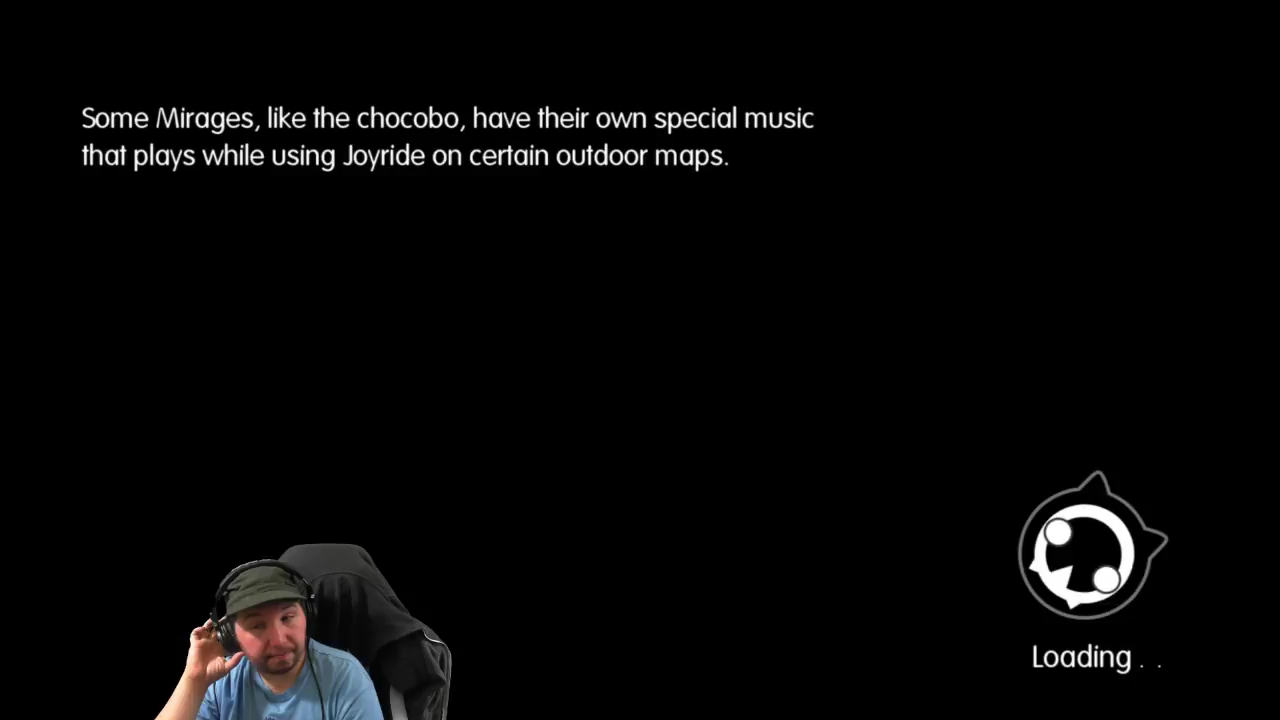 Some Mirages, like the chocobo, have their own special music
that plays while using Joyride on certain outdoor maps.
Loading . .